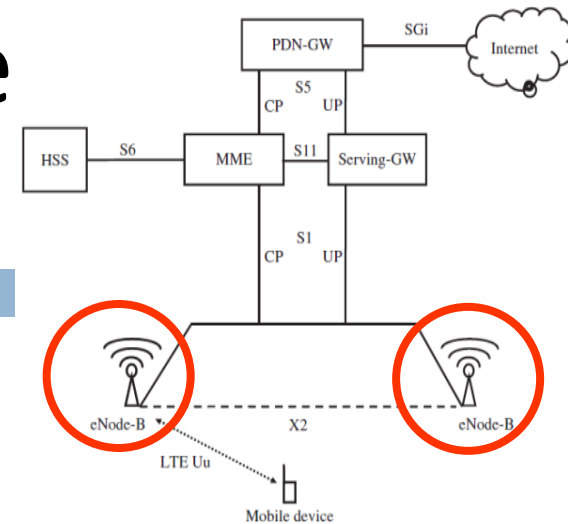 e
PDN-GW
SGi
Internet
S5
CP UP
HSS
S6
MME
S11
Serving-GW
S1
CP UP
eNode-B
X2
eNode-B
LTE Uu
Mobile device